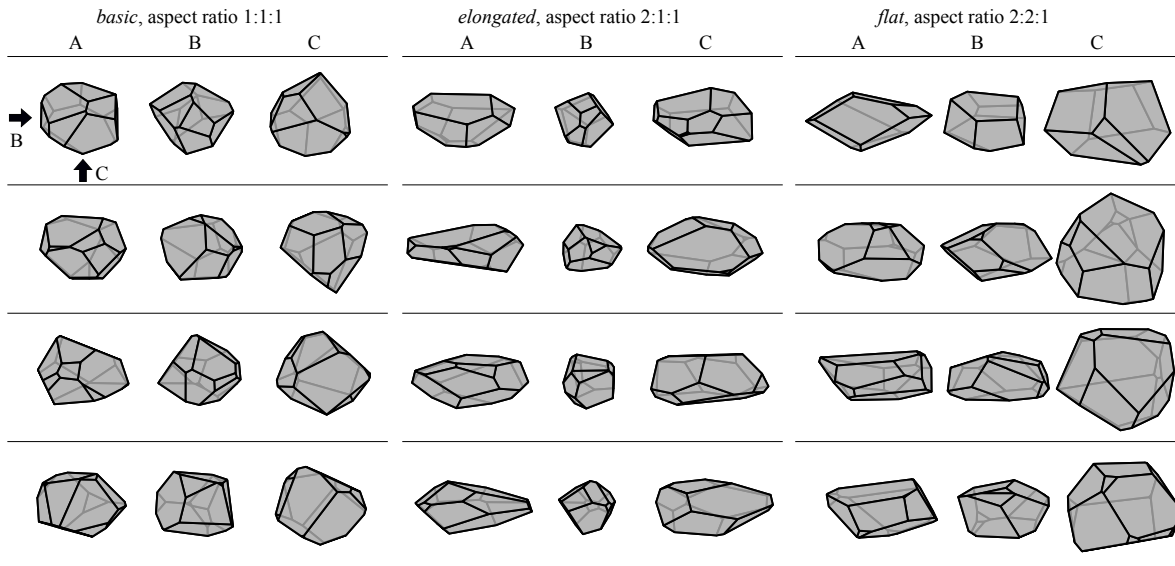 basic, aspect ratio 1:1:1 elongated, aspect ratio 2:1:1 flat, aspect ratio 2:2:1
A B C A B C A B C
B
C